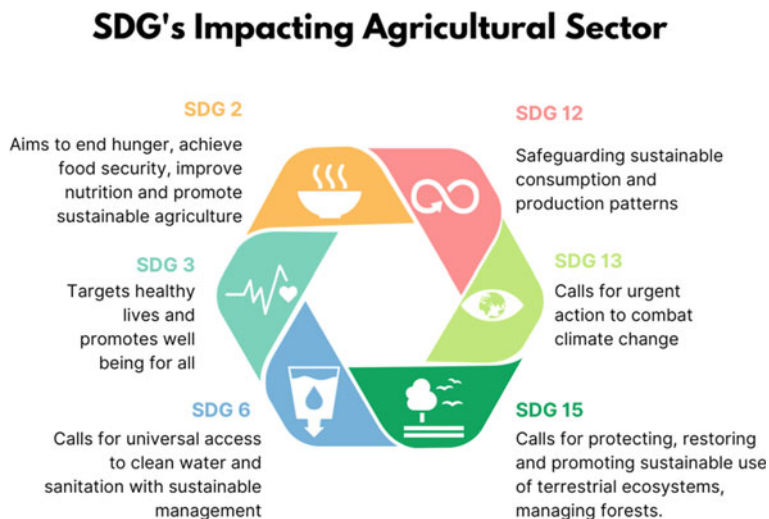 SDG's Impacting Agricultural Sector
SDG 2
Aims to end hunger, achieve
food security, improve
nutrition and promote
sustainable agriculture
SDG 3
Targets healthy
lives and
promotes well
being for all
SDG 6
Calls for universal access
to clean water and
sanitation with sustainable
management
SDG 12
Safeguarding sustainable
consumption and
production patterns
SDG 13
Calls for urgent
action to combat
climate change
SDG 15
Calls for protecting, restoring
and promoting sustainable use
of terrestrial ecosystems,
managing forests.